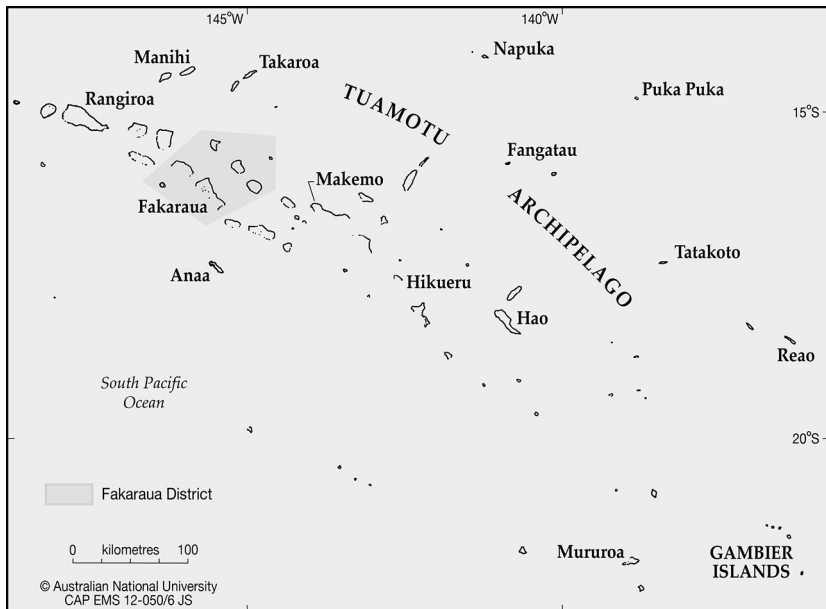 145°W
140°W
Manihi
Takaroa
Napuka
Rangiroa
Puka Puka
TUAMOTU
15°S
Fangatau
Makemo
Fakaraua
ARCHIPELAGO
Tatakoto
Anaa
Hikueru
Hao
Reao
South Pacific
Ocean
20°S
Fakaraua District
0 kilometres 100
Mururoa
GAMBIER
ISLANDS
© Australian National University
CAP EMS 12-050/6 JS